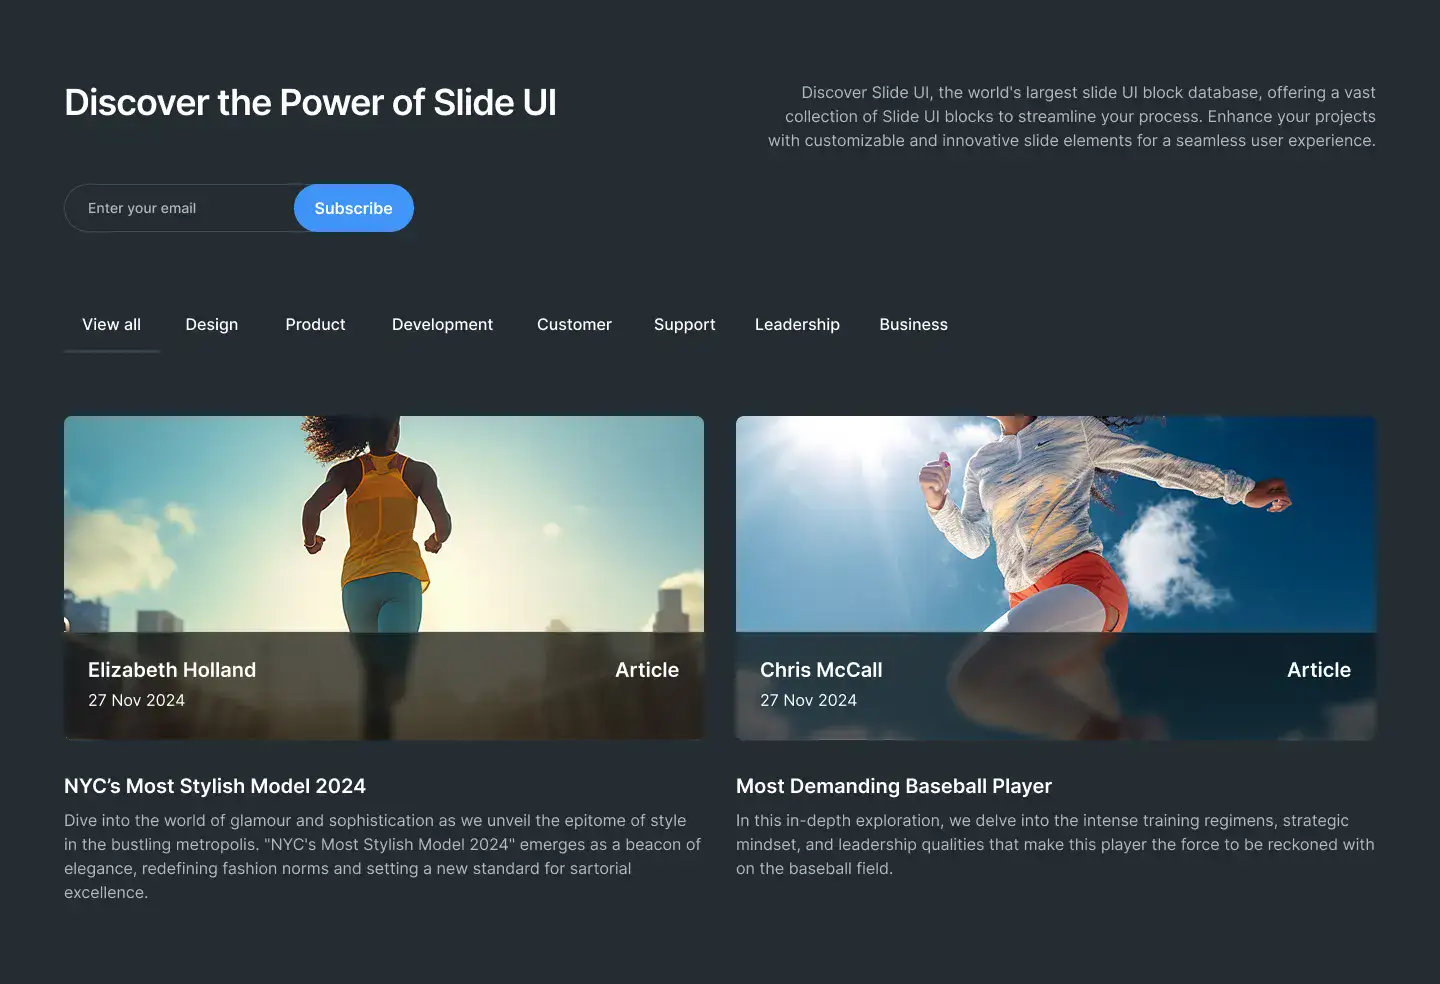 Discover the Power of Slide UI
Discover Slide UI, the world's largest slide UI block database, offering a vast
collection of Slide UI blocks to streamline your process. Enhance your projects
with customizable and innovative slide elements for a seamless user experience.
Enter your email
Subscribe
View all
Design
Product
Development
Customer
Support
Leadership
Business
Elizabeth Holland
Article
27 Nov 2024
NYC’s Most Stylish Model 2024
Dive into the world of glamour and sophistication as we unveil the epitome of style
in the bustling metropolis. "NYC's Most Stylish Model 2024" emerges as a beacon of
elegance, redefining fashion norms and setting a new standard for sartorial
excellence.
Chris McCall
Article
27 Nov 2024
Most Demanding Baseball Player
In this in-depth exploration, we delve into the intense training regimens, strategic
mindset, and leadership qualities that make this player the force to be reckoned with
on the baseball field.